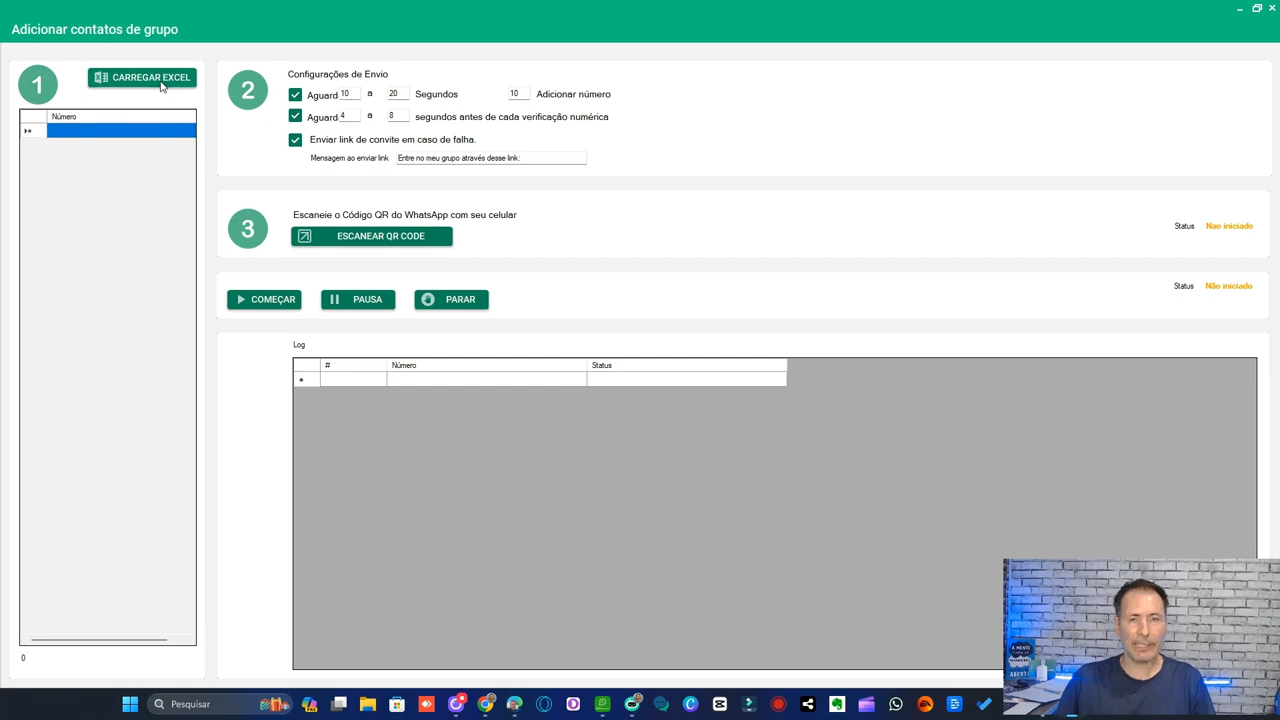 Adicionar contatos de grupo
1
CARREGAR EXCEL
Número
0
2
Configurações de Envio
Aguard 10 a 20 Segundos 10 Adicionar número
Aguard 4 a 8 segundos antes de cada verificação numérica
Enviar link de convite em caso de falha.
Mensagem ao enviar link Entre no meu grupo através desse link:
3
Escaneie o Código QR do WhatsApp com seu celular
ESCANEAR QR CODE
Status Nao iniciado
COMEÇAR PAUSA PARAR
Status Não iniciado
Log
# Número Status
A MENTE
ABERTA
Pesquisar